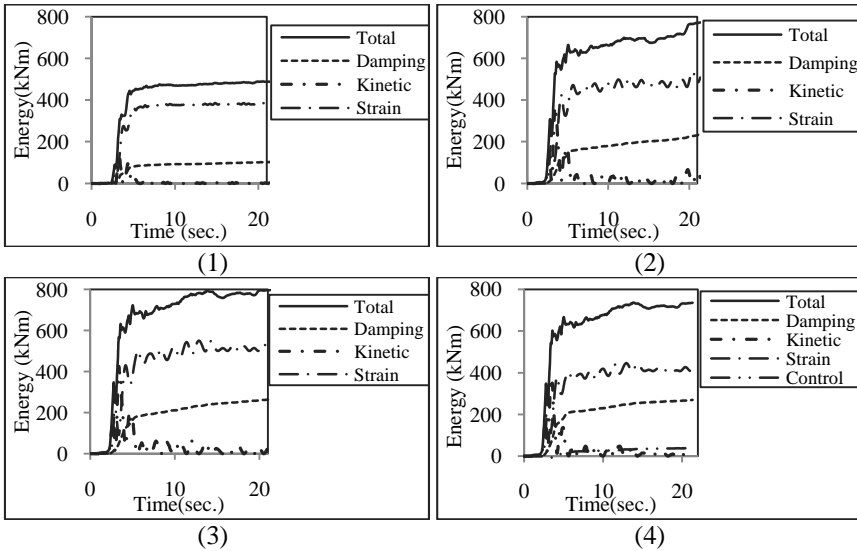 800
600
400
200
0
Energy(kNm)
0 10 20
Time (sec.)
Total
Damping
Kinetic
Strain
(1)
800
600
400
200
0
Energy(kNm)
0 10 20
Time(sec.)
Total
Damping
Kinetic
Strain
(2)
800
600
400
200
0
Energy (kNm)
0 10 20
Time(sec.)
Total
Damping
Kinetic
Strain
(3)
800
600
400
200
0
Energy (kNm)
0 10 20
Time(sec.)
Total
Damping
Kinetic
Strain
Control
(4)